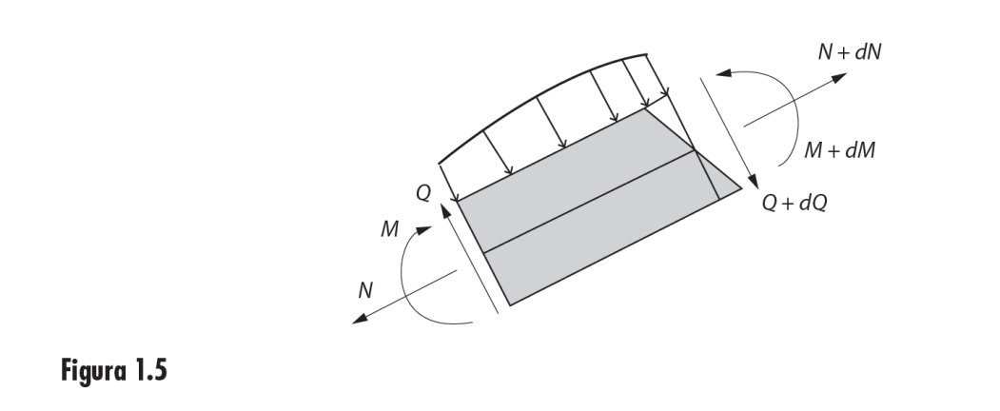 N + dN
M + dM
Q
Q + dQ
M
N
Figura 1.5